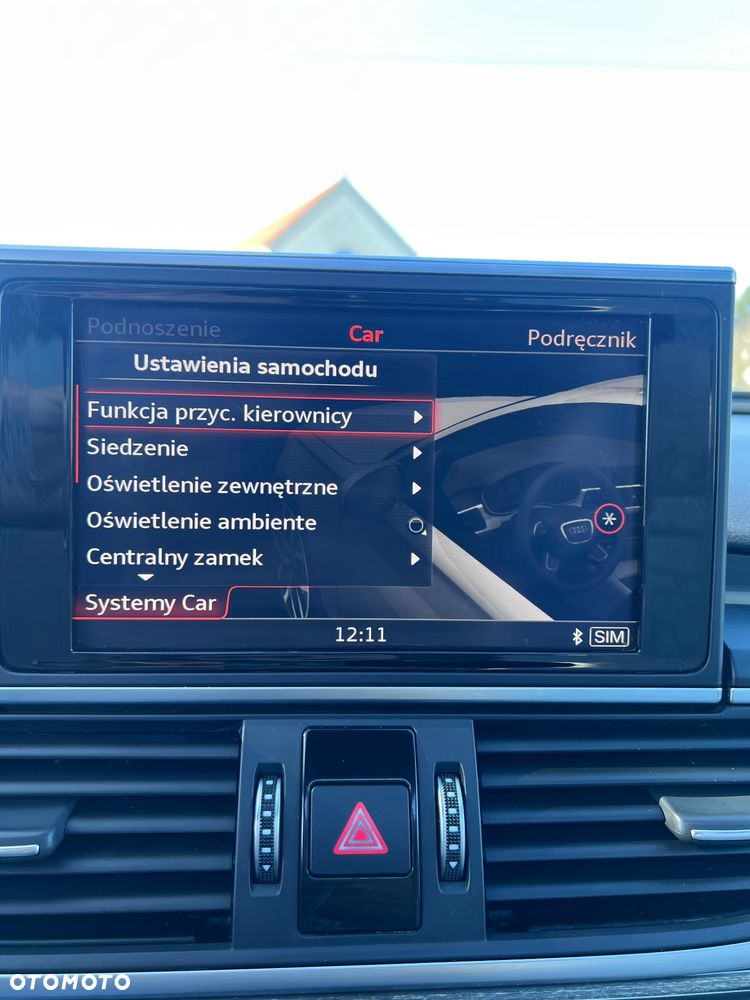 Podnoszenie Car Podręcznik
Ustawienia samochodu
Funkcja przyc. kierownicy
Siedzenie
Oświetlenie zewnętrzne
Oświetlenie ambiente
Centralny zamek
Systemy Car
12:11 SIM
OTOMOTO